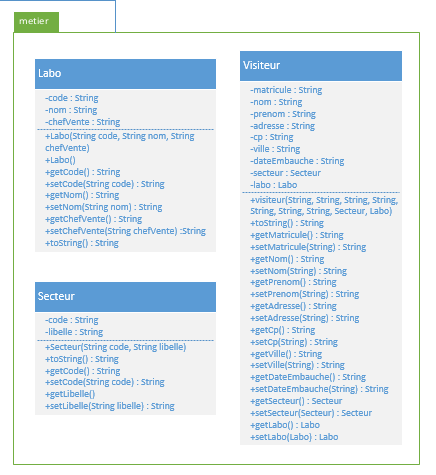 metier
Labo
-code : String
-nom : String
-chefVente : String
+Labo(String code, String nom, String
chefVente)
+Labo()
+getCode() : String
+setCode(String code) : String
+getNom() : String
+setNom(String nom) : String
+getChefVente() : String
+setChefVente(String chefVente) :String
+toString() : String
Secteur
-code : String
-libelle : String
+Secteur(String code, String libelle)
+toString() : String
+getCode() : String
+setCode(String code) : String
+getLibelle()
+setLibelle(String libelle) : String
Visiteur
-matricule : String
-nom : String
-prenom : String
-adresse : String
-cp : String
-ville : String
-dateEmbauche : String
-secteur : Secteur
-labo : Labo
+visiteur(String, String, String, String,
String, String, String, Secteur, Labo)
+toString() : String
+getMatricule() : String
+setMatricule(String) : String
+getNom() : String
+setNom(String) : String
+getPrenom() : String
+setPrenom(String) : String
+getAdresse() : String
+setAdresse(String) : String
+getCp() : String
+setCp(String) : String
+getVille() : String
+setVille(String) : String
+getDateEmbauche() : String
+setDateEmbauche(String) : String
+getSecteur() : Secteur
+setSecteur(Secteur) : Secteur
+getLabo() : Labo
+setLabo(Labo) : Labo